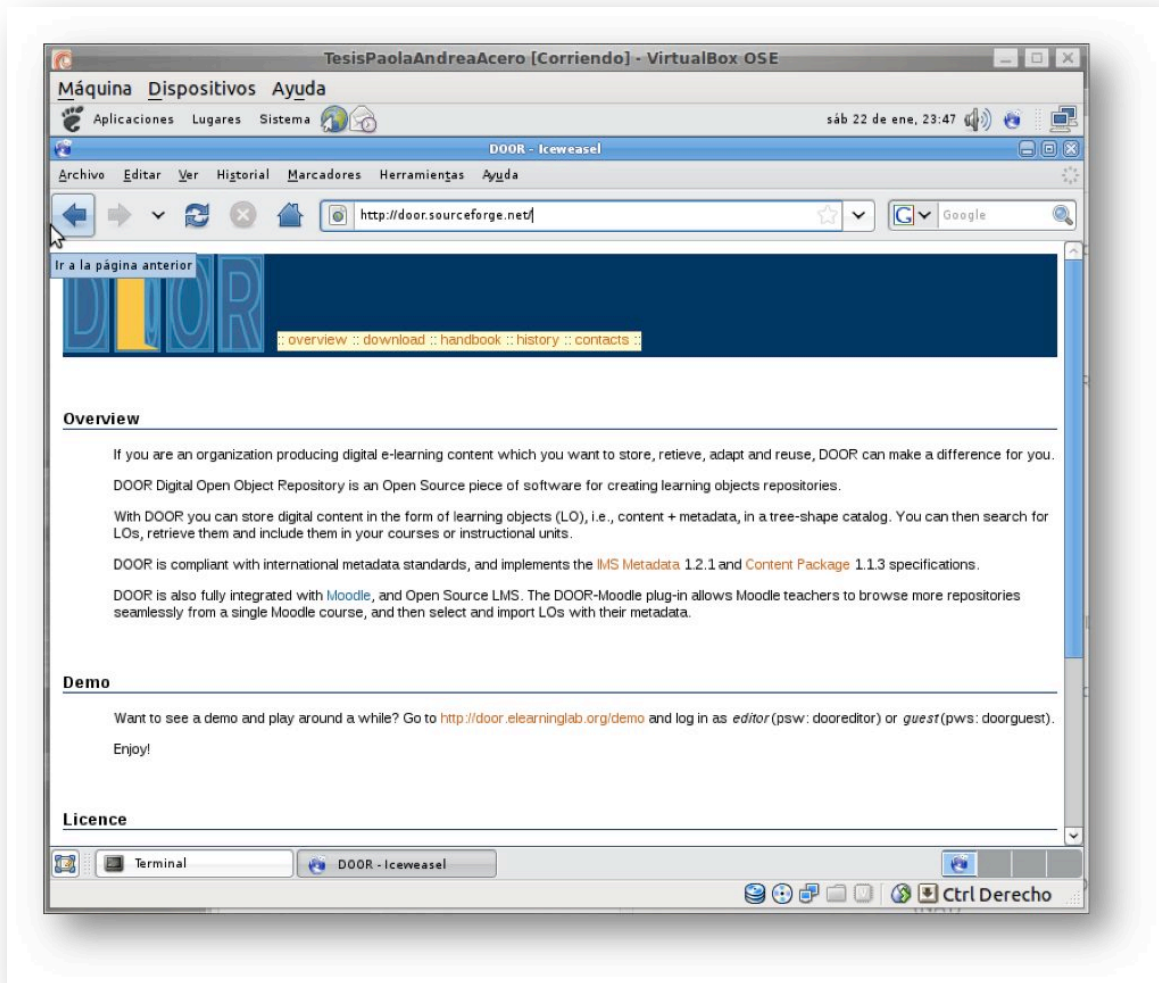 TesisPaolaAndreaAcero [Corriendo] - VirtualBox OSE
Máquina Dispositivos Ayuda
Aplicaciones Lugares Sistema sáb 22 de ene, 23:47
DOOR - Iceweasel
Archivo Editar Ver Historial Marcadores Herramientas Ayuda
http://door.sourceforge.net/ Google
Ir a la página anterior
DOOR
:: overview :: download :: handbook :: history :: contacts ::
Overview
If you are an organization producing digital e-learning content which you want to store, retieve, adapt and reuse, DOOR can make a difference for you.
DOOR Digital Open Object Repository is an Open Source piece of software for creating learning objects repositories.
With DOOR you can store digital content in the form of learning objects (LO), i.e., content + metadata, in a tree-shape catalog. You can then search for
LOs, retrieve them and include them in your courses or instructional units.
DOOR is compliant with international metadata standards, and implements the IMS Metadata 1.2.1 and Content Package 1.1.3 specifications.
DOOR is also fully integrated with Moodle, and Open Source LMS. The DOOR-Moodle plug-in allows Moodle teachers to browse more repositories
seamlessly from a single Moodle course, and then select and import LOs with their metadata.
Demo
Want to see a demo and play around a while? Go to http://door.elearninglab.org/demo and log in as editor (psw: dooreditor) or guest (pws: doorguest).
Enjoy!
Licence
Terminal DOOR - Iceweasel
Ctrl Derecho